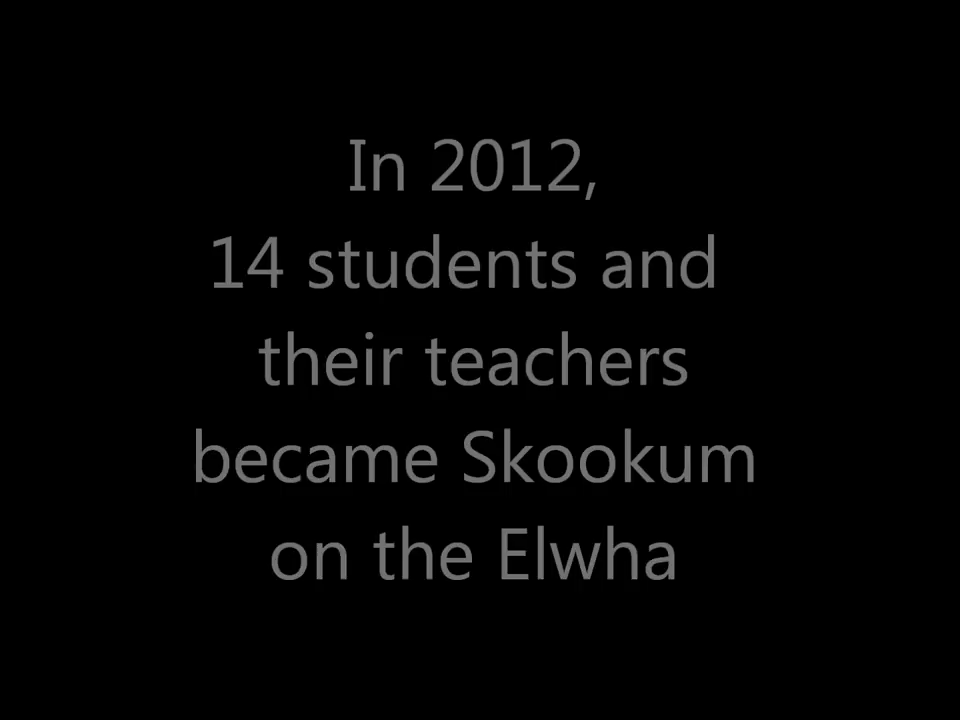 In 2012,
14 students and
their teachers
became Skookum
on the Elwha